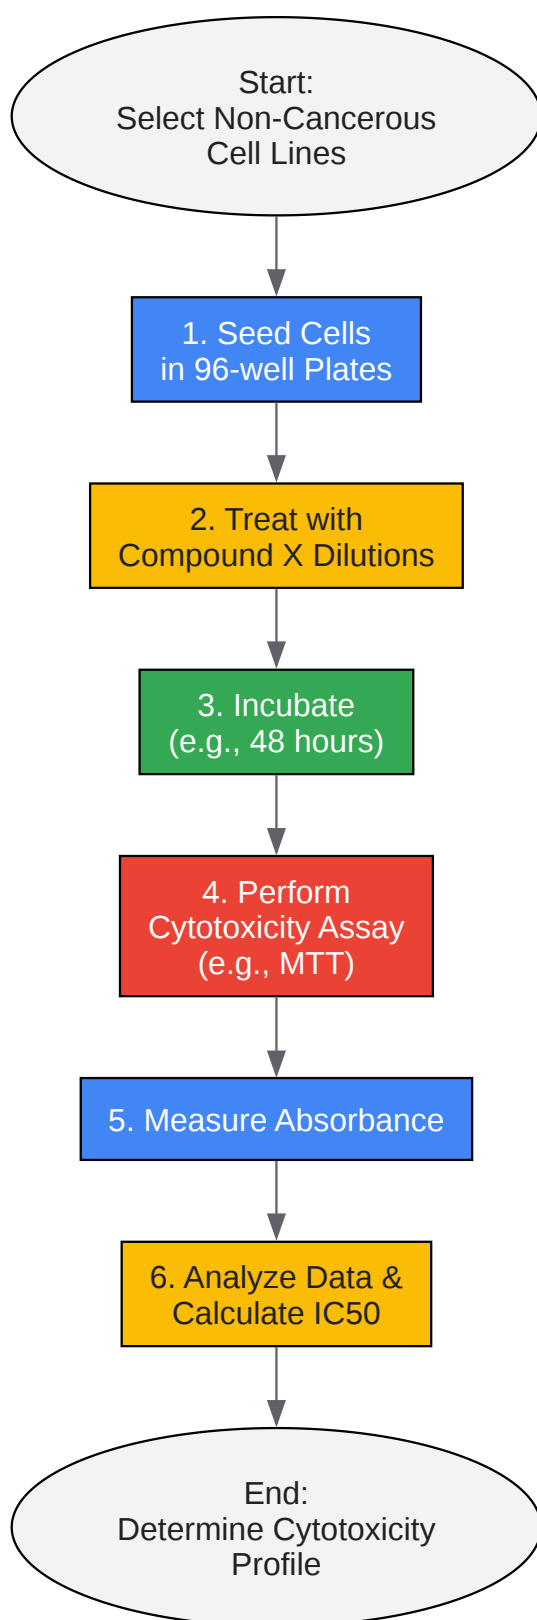 Start:
Select Non-Cancerous
Cell Lines
1. Seed Cells
in 96-well Plates
2. Treat with
Compound X Dilutions
3. Incubate
(e.g., 48 hours)
4. Perform
Cytotoxicity Assay
(e.g., MTT)
5. Measure Absorbance
6. Analyze Data &
Calculate IC50
End:
Determine Cytotoxicity
Profile